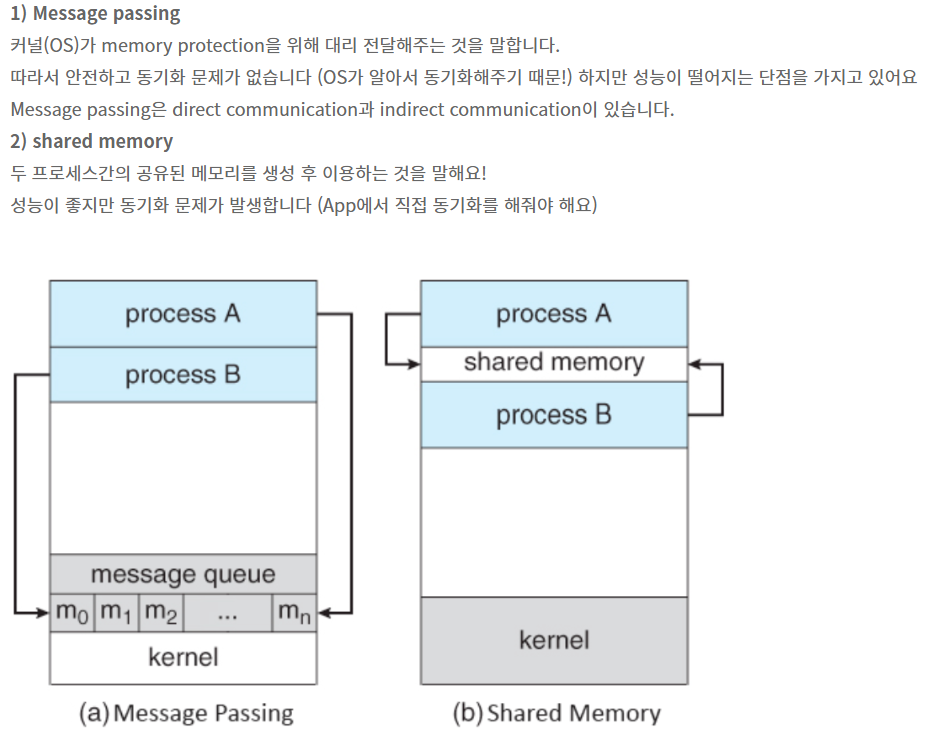 1) Message passing
커널(OS)가 memory protection을 위해 대리 전달해주는 것을 말합니다.
따라서 안전하고 동기화 문제가 없습니다 (OS가 알아서 동기화해주기 때문!) 하지만 성능이 떨어지는 단점을 가지고 있어요
Message passing은 direct communication과 indirect communication이 있습니다.
2) shared memory
두 프로세스간의 공유된 메모리를 생성 후 이용하는 것을 말해요!
성능이 좋지만 동기화 문제가 발생합니다 (App에서 직접 동기화를 해줘야 해요)
process A
process B
message queue
m0 m1 m2 ... mn
kernel
(a) Message Passing
process A
shared memory
process B
kernel
(b) Shared Memory